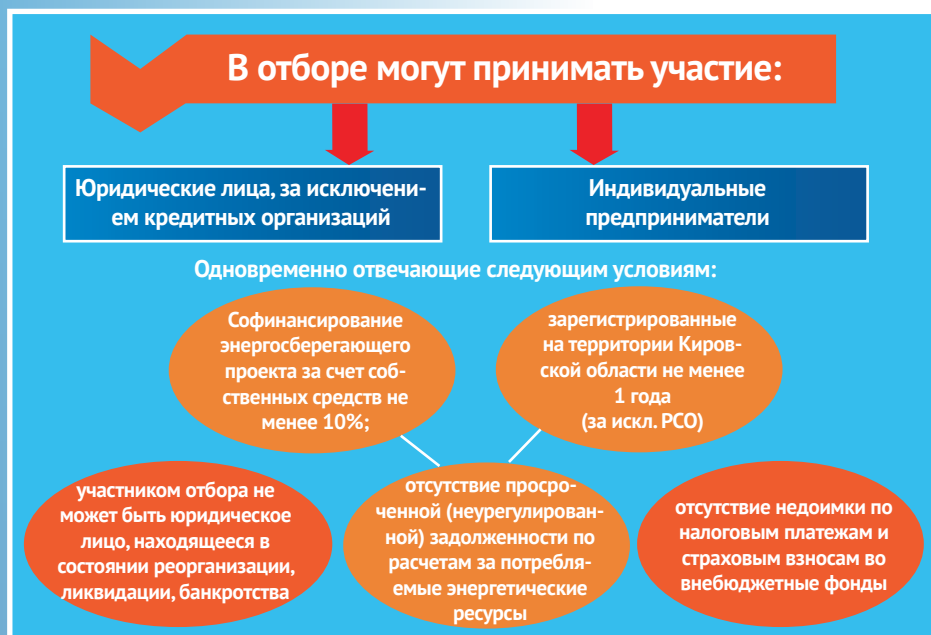 В отборе могут принимать участие:
Юридические лица, за исключени-
ем кредитных организаций
Индивидуальные
предприниматели
Одновременно отвечающие следующим условиям:
Софинансирование
энергосберегающего
проекта за счет соб-
ственных средств не
менее 10%;
зарегистрированные
на территории Киров-
ской области не менее
1 года
(за искл. РСО)
участником отбора не
может быть юридическое
лицо, находящееся в
состоянии реорганизации,
ликвидации, банкротства
отсутствие просро-
ченной (неурегулирован-
ной) задолженности по
расчетам за потребля-
емые энергетические
ресурсы
отсутствие недоимки по
налоговым платежам и
страховым взносам во
внебюджетные фонды